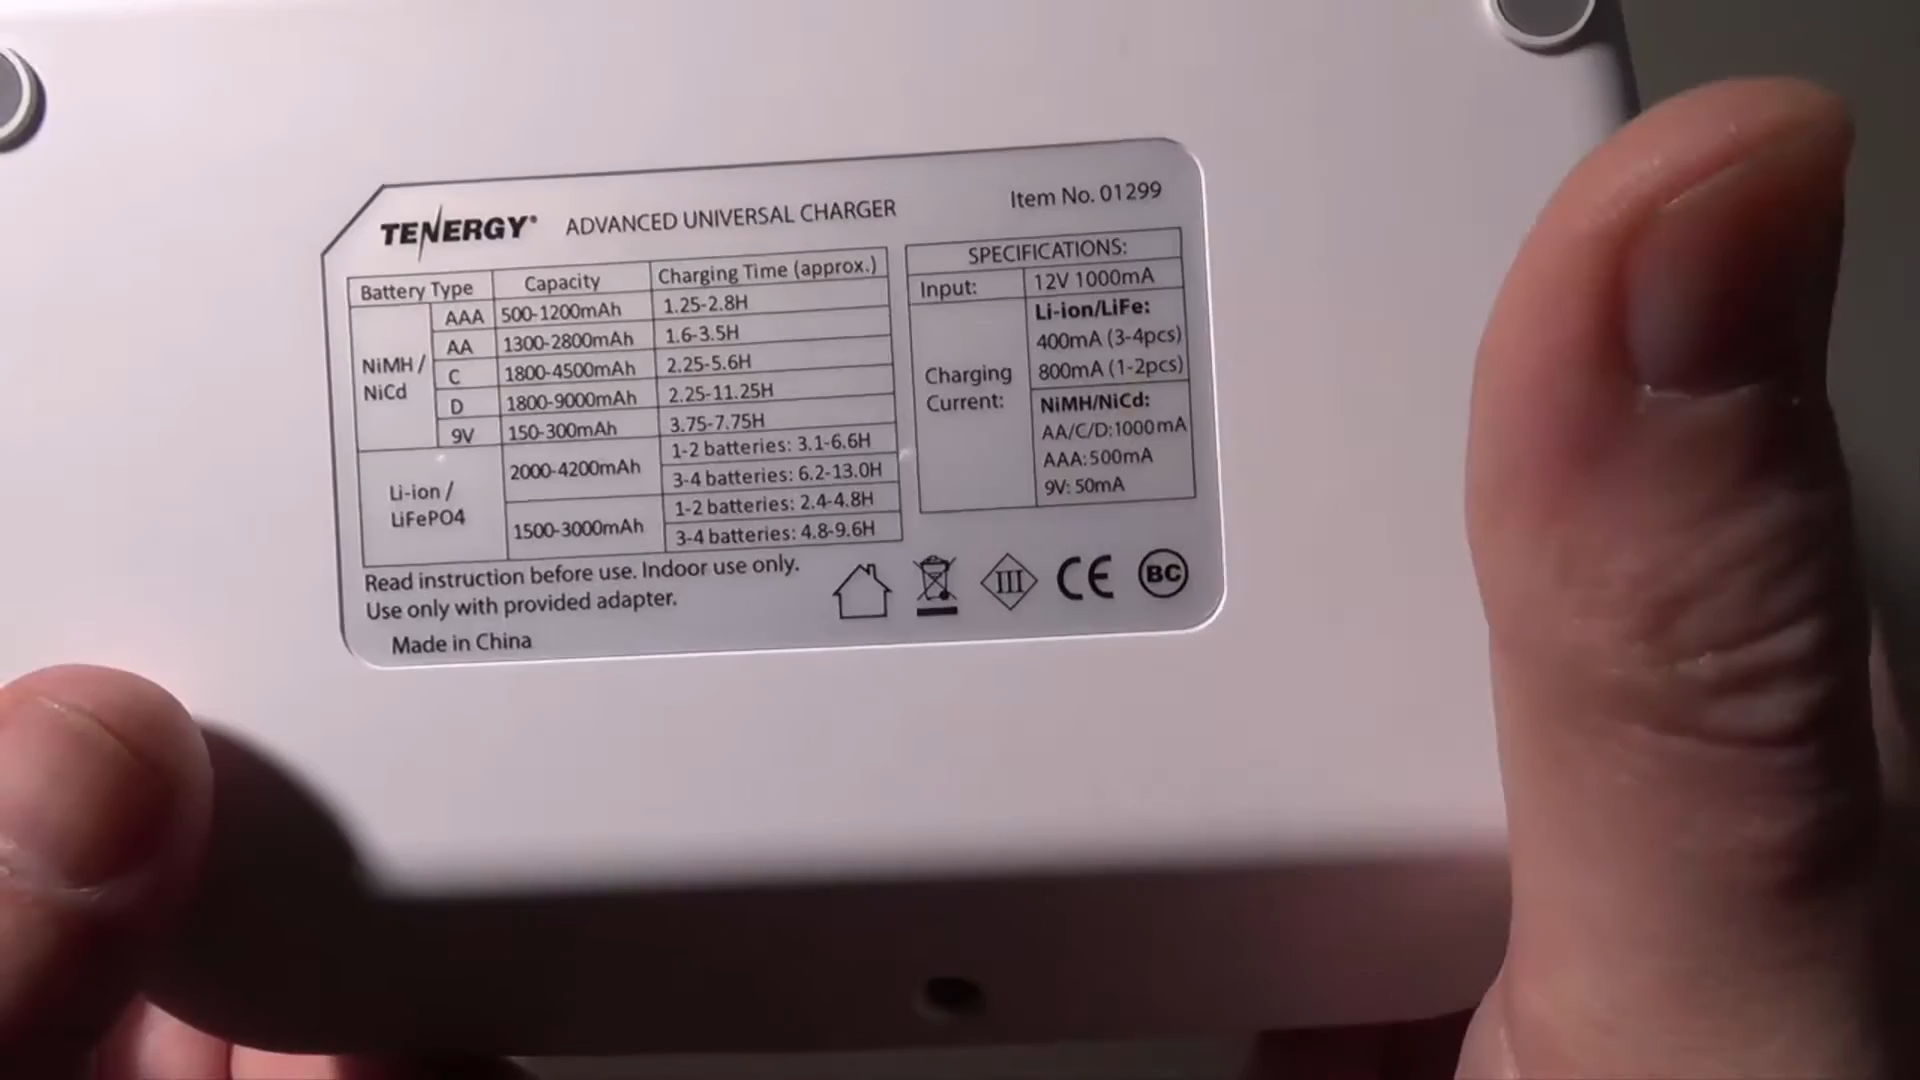 TENERGY® ADVANCED UNIVERSAL CHARGER Item No. 01299
Battery Type Capacity Charging Time (approx.)
NiMH / NiCd
AAA 500-1200mAh 1.25-2.8H
AA 1300-2800mAh 1.6-3.5H
C 1800-4500mAh 2.25-5.6H
D 1800-9000mAh 2.25-11.25H
9V 150-300mAh 3.75-7.75H
Li-ion /
LiFePO4
2000-4200mAh
1-2 batteries: 3.1-6.6H
3-4 batteries: 6.2-13.0H
1500-3000mAh
1-2 batteries: 2.4-4.8H
3-4 batteries: 4.8-9.6H
SPECIFICATIONS:
Input: 12V 1000mA
Charging
Current:
Li-ion/LiFe:
400mA (3-4pcs)
800mA (1-2pcs)
NiMH/NiCd:
AA/C/D:1000mA
AAA:500mA
9V: 50mA
Read instruction before use. Indoor use only.
Use only with provided adapter.
Made in China
III CE BC